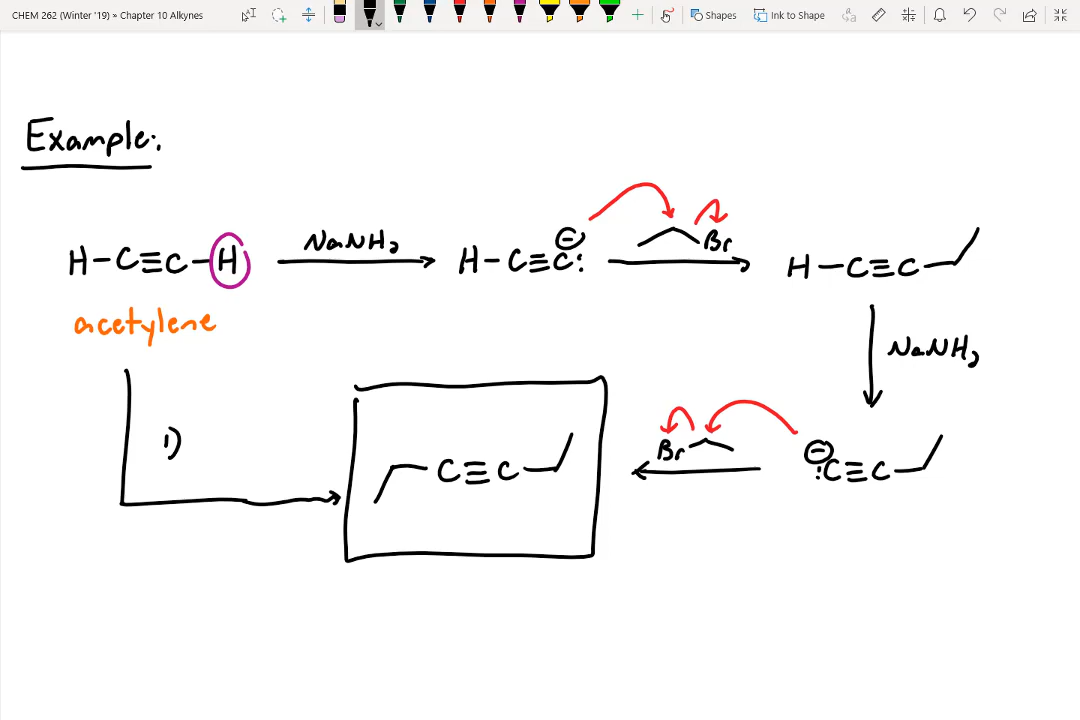 CHEM 262 (Winter '19) » Chapter 10 Alkynes
Shapes
Ink to Shape
Example:
H-C≡C-H
NaNH₂
H-C≡C:⊖
Br
H-C≡C
acetylene
NaNH₂
1)
C≡C
Br
⊖:C≡C